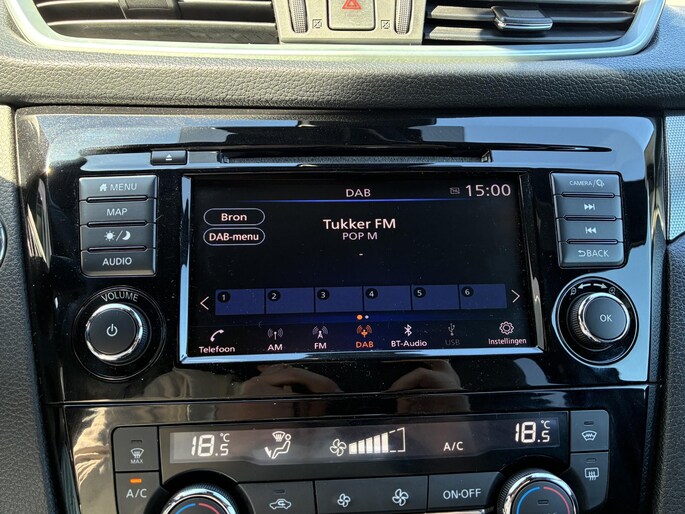 DAB
15:00
Bron
DAB-menu
Tukker FM
POP M
-
1 2 3 4 5 6
Telefoon AM FM DAB BT-Audio USB Instellingen
MENU
MAP
AUDIO
VOLUME
CAMERA/
BACK
OK
18.5°C
A/C
18.5°C
MAX
A/C
ON·OFF